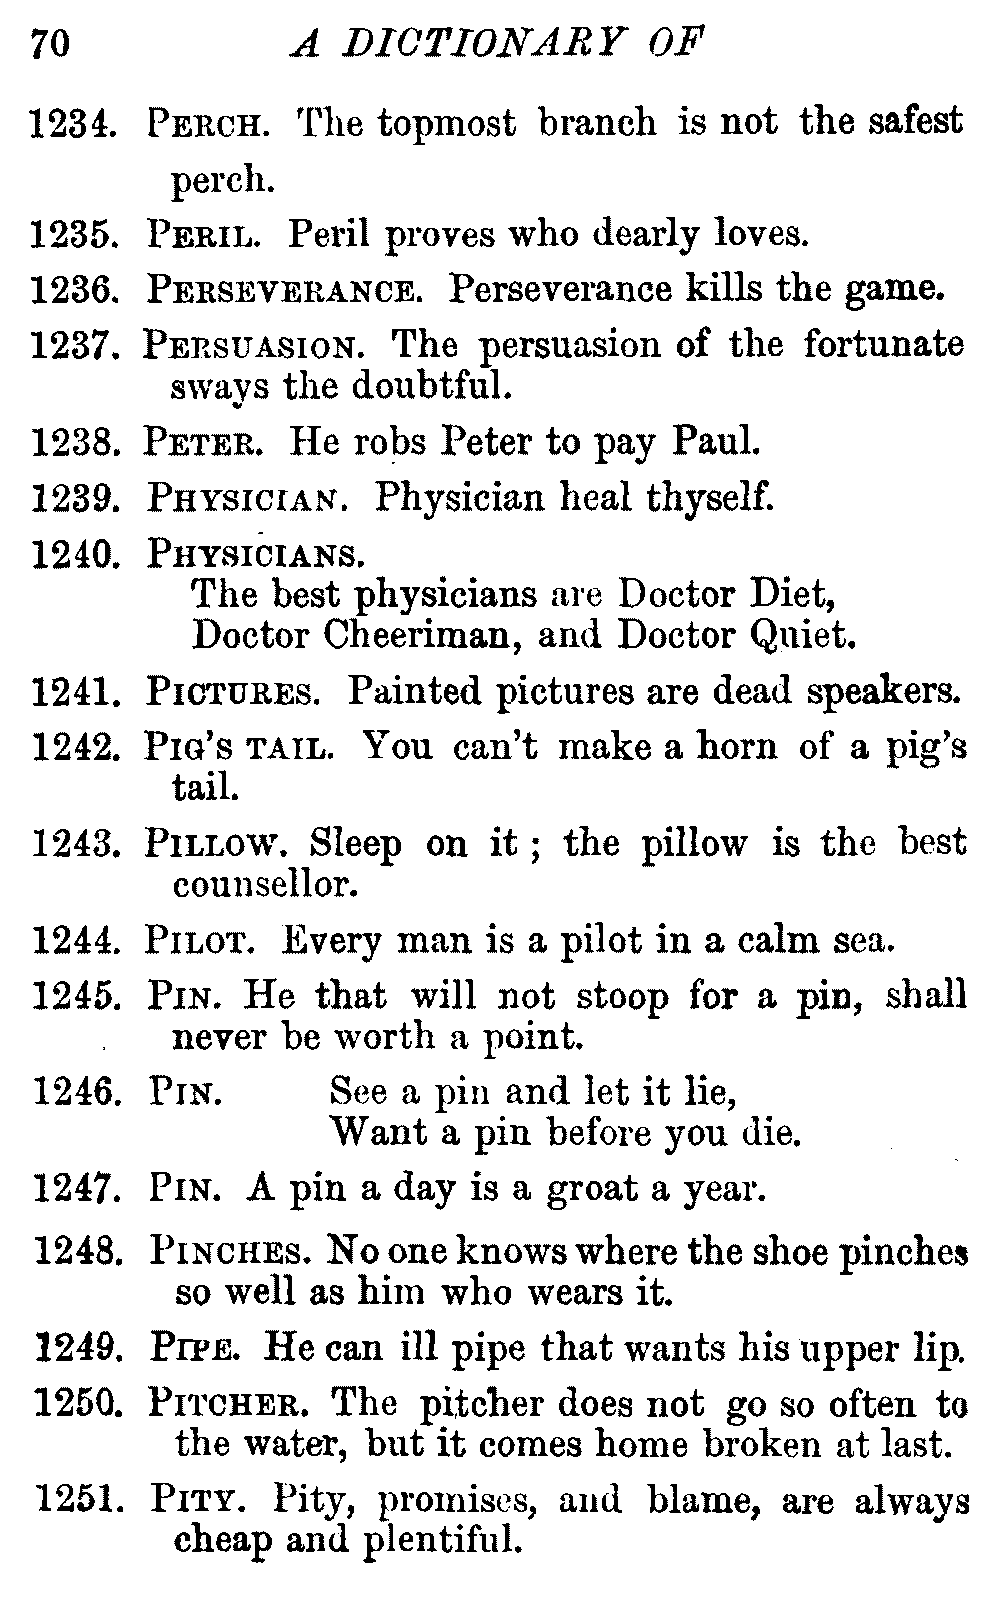 70 A DICTIONARY OF
1234. PERCH. The topmost branch is not the safest
perch.
1235. PERIL. Peril proves who dearly loves.
1236. PERSEVERANCE. Perseverance kills the game.
1237. PERSUASION. The persuasion of the fortunate
sways the doubtful.
1238. PETER. He robs Peter to pay Paul.
1239. PHYSICIAN. Physician heal thyself.
1240. PHYSICIANS.
The best physicians are Doctor Diet,
Doctor Cheeriman, and Doctor Quiet.
1241. PICTURES. Painted pictures are dead speakers.
1242. PIG'S TAIL. You can't make a horn of a pig's
tail.
1243. PILLOW. Sleep on it ; the pillow is the best
counsellor.
1244. PILOT. Every man is a pilot in a calm sea.
1245. PIN. He that will not stoop for a pin, shall
never be worth a point.
1246. PIN. See a pin and let it lie,
Want a pin before you die.
1247. PIN. A pin a day is a groat a year.
1248. PINCHES. No one knows where the shoe pinches
so well as him who wears it.
1249. PIPE. He can ill pipe that wants his upper lip.
1250. PITCHER. The pitcher does not go so often to
the water, but it comes home broken at last.
1251. PITY. Pity, promises, and blame, are always
cheap and plentiful.